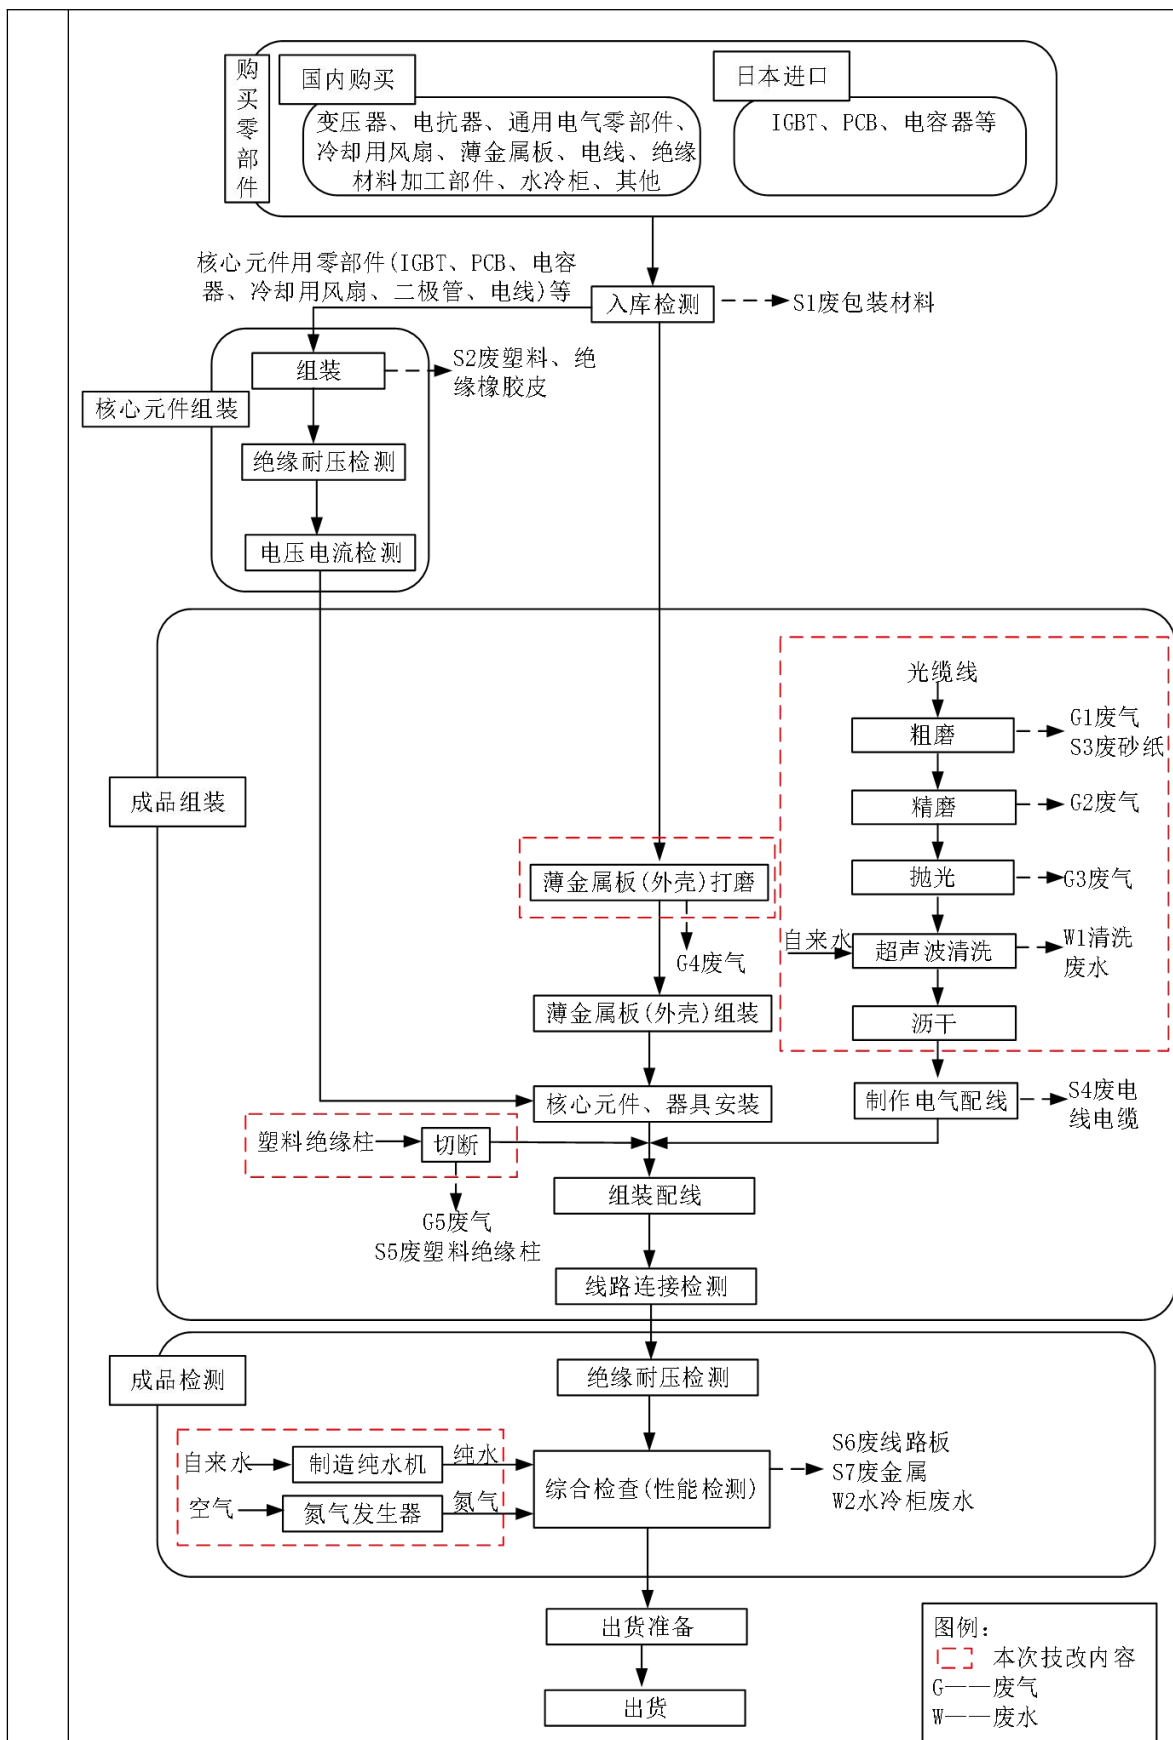 购
买
零
部
件
国内购买
日本进口
变压器、电抗器、通用电气零部件、
冷却用风扇、薄金属板、电线、绝缘
材料加工部件、水冷柜、其他
IGBT、PCB、电容器等
核心元件用零部件(IGBT、PCB、电容
器、冷却用风扇、二极管、电线)等
入库检测
S1废包装材料
组装
S2废塑料、绝
缘橡胶皮
核心元件组装
绝缘耐压检测
电压电流检测
光缆线
粗磨
G1废气
S3废砂纸
成品组装
精磨
G2废气
薄金属板(外壳)打磨
抛光
G3废气
G4废气
自来水
超声波清洗
W1清洗
废水
薄金属板(外壳)组装
沥干
核心元件、器具安装
制作电气配线
S4废电
线电缆
塑料绝缘柱
切断
组装配线
G5废气
S5废塑料绝缘柱
线路连接检测
成品检测
绝缘耐压检测
自来水
制造纯水机
纯水
空气
氮气发生器
氮气
综合检查(性能检测)
S6废线路板
S7废金属
W2水冷柜废水
出货准备
出货
图例：
本次技改内容
G——废气
W——废水